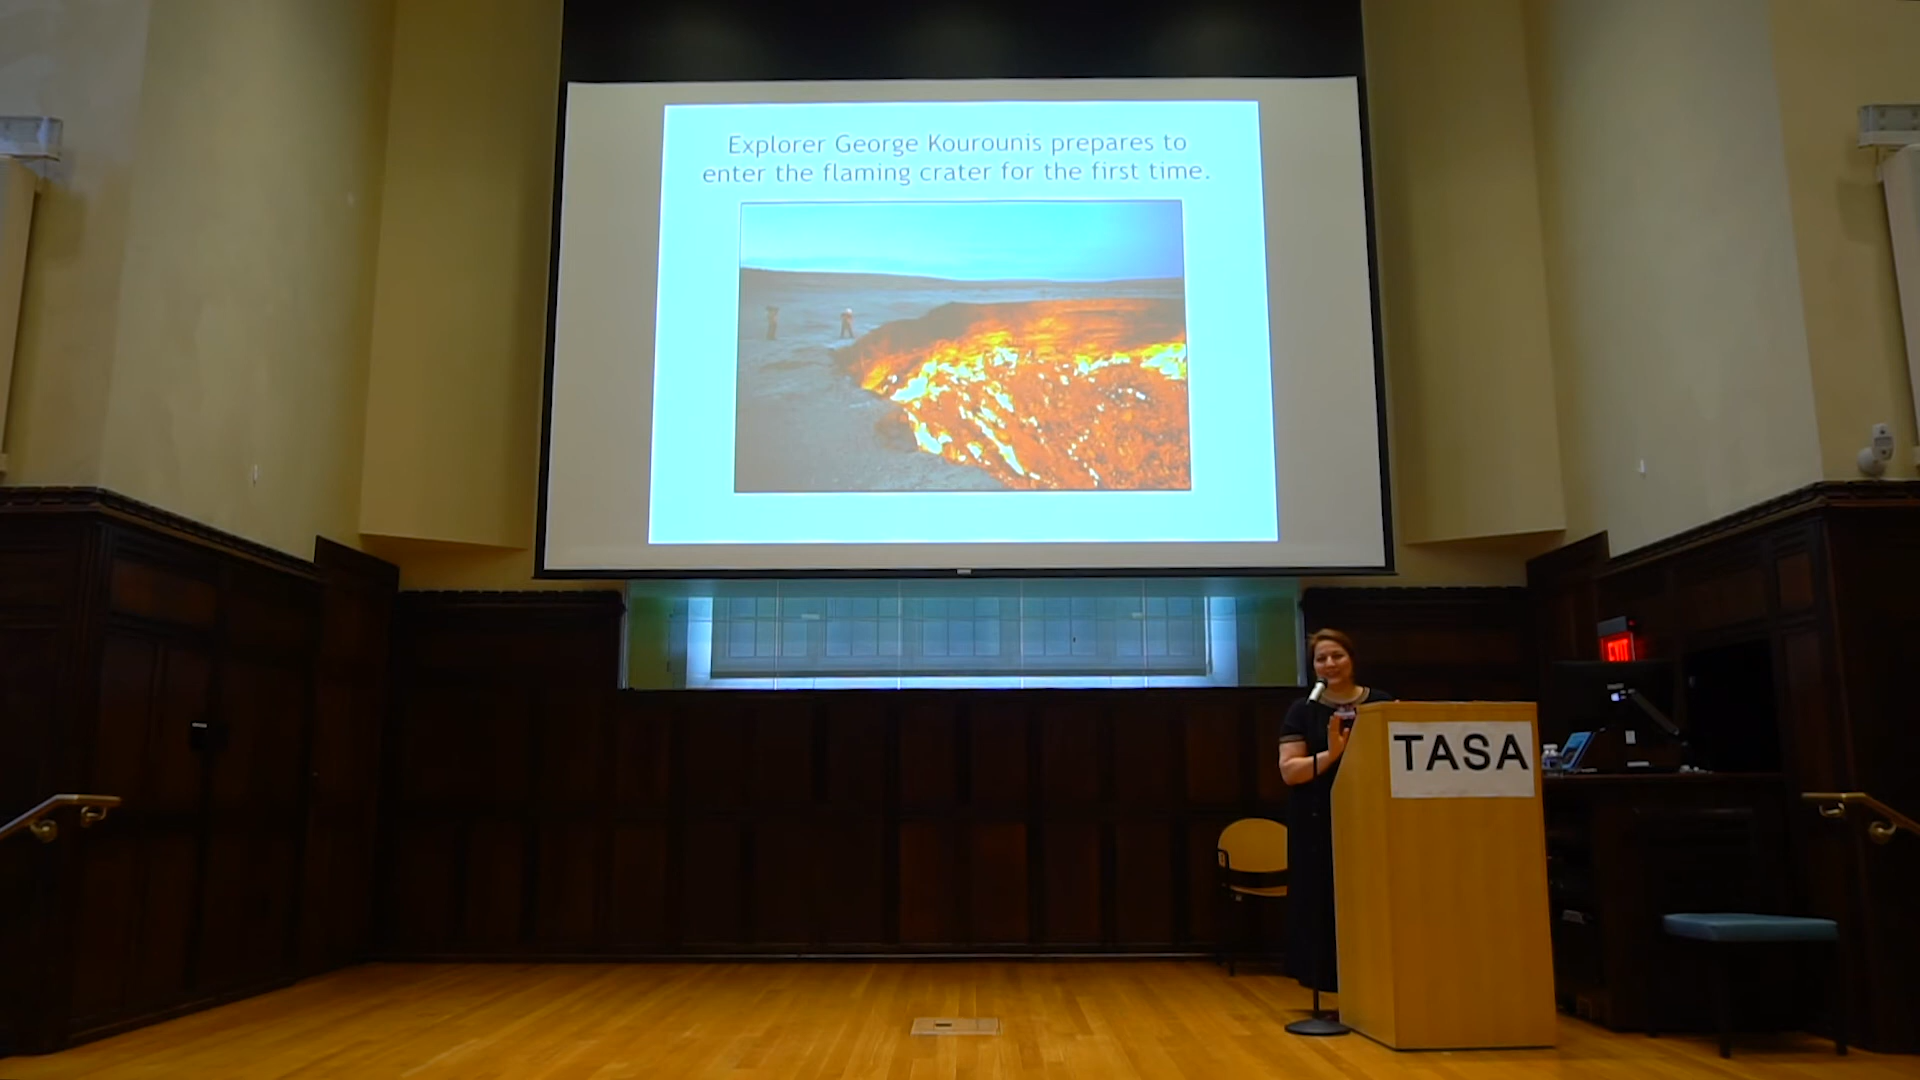 Explorer George Kourounis prepares to
enter the flaming crater for the first time.
EXIT
TASA